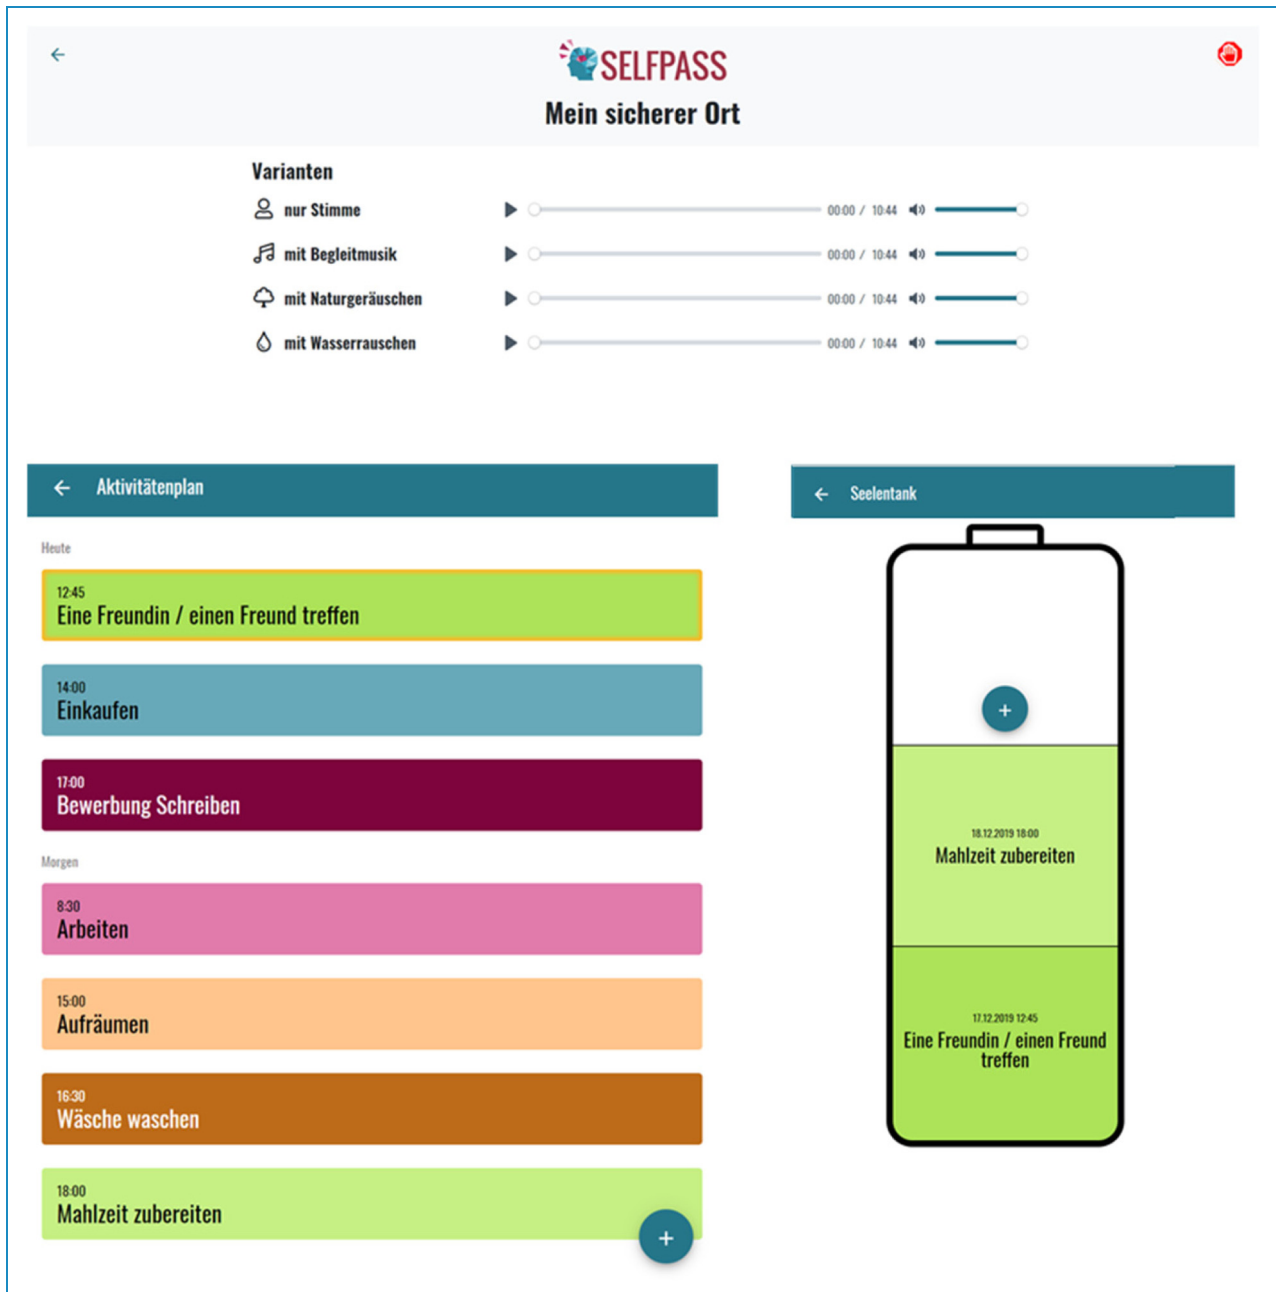 SELFPASS
Mein sicherer Ort
Varianten
nur Stimme 00:00 / 10:44
mit Begleitmusik 00:00 / 10:44
mit Naturgeräuschen 00:00 / 10:44
mit Wasserrauschen 00:00 / 10:44
Aktivitätenplan
Heute
12:45
Eine Freundin / einen Freund treffen
14:00
Einkaufen
17:00
Bewerbung Schreiben
Morgen
8:30
Arbeiten
15:00
Aufräumen
16:30
Wäsche waschen
18:00
Mahlzeit zubereiten
+
Seelentank
+
18.12.2019 18:00
Mahlzeit zubereiten
17.12.2019 12:45
Eine Freundin / einen Freund
treffen